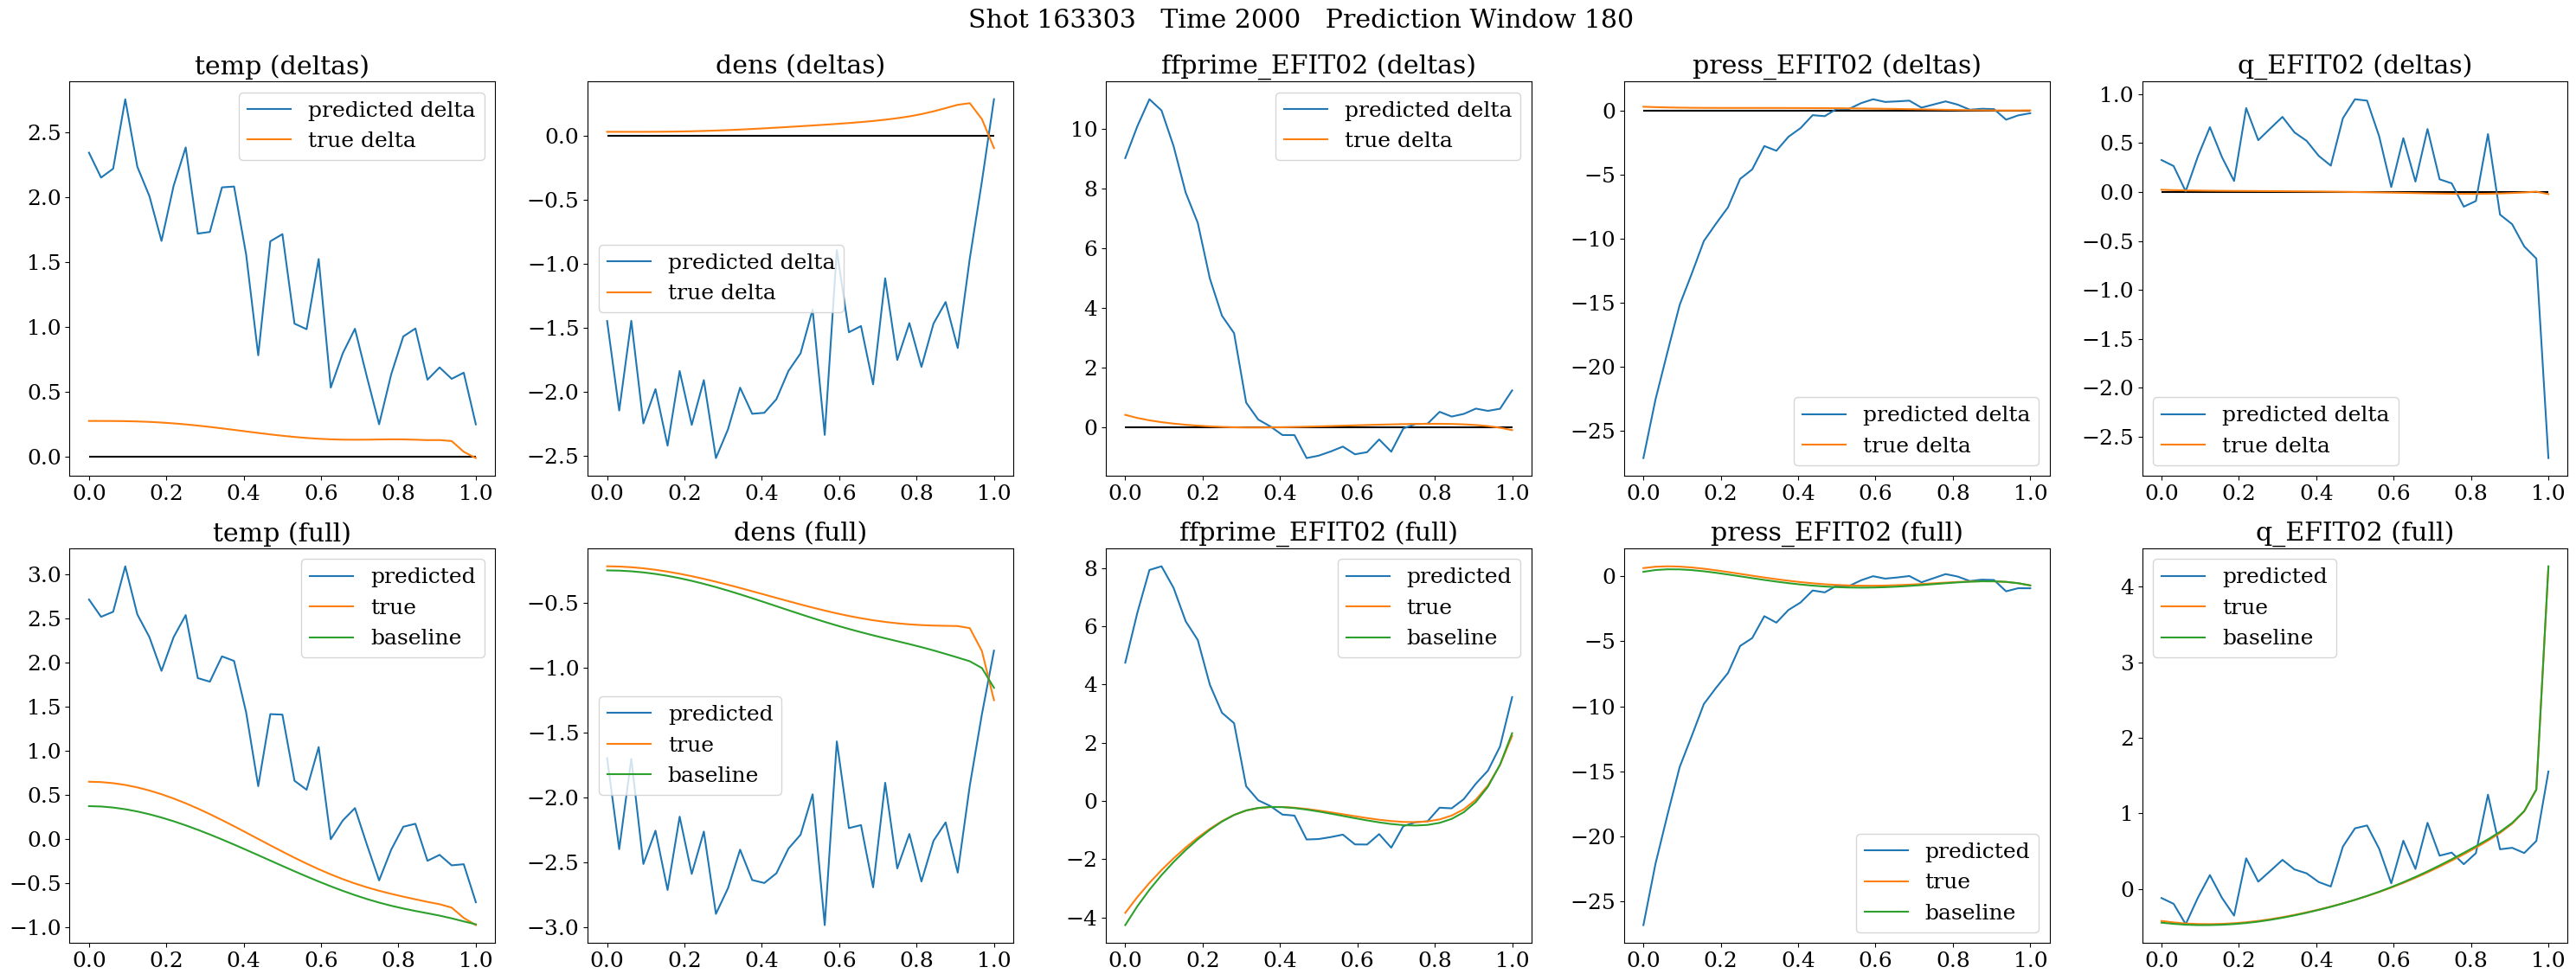 Shot 163303   Time 2000   Prediction Window 180
temp (deltas)
predicted delta
true delta
2.5
2.0
1.5
1.0
0.5
0.0
0.0 0.2 0.4 0.6 0.8 1.0
dens (deltas)
predicted delta
true delta
0.0
−0.5
−1.0
−1.5
−2.0
−2.5
0.0 0.2 0.4 0.6 0.8 1.0
ffprime_EFIT02 (deltas)
predicted delta
true delta
10
8
6
4
2
0
0.0 0.2 0.4 0.6 0.8 1.0
press_EFIT02 (deltas)
predicted delta
true delta
0
−5
−10
−15
−20
−25
0.0 0.2 0.4 0.6 0.8 1.0
q_EFIT02 (deltas)
predicted delta
true delta
1.0
0.5
0.0
−0.5
−1.0
−1.5
−2.0
−2.5
0.0 0.2 0.4 0.6 0.8 1.0
temp (full)
predicted
true
baseline
3.0
2.5
2.0
1.5
1.0
0.5
0.0
−0.5
−1.0
0.0 0.2 0.4 0.6 0.8 1.0
dens (full)
predicted
true
baseline
−0.5
−1.0
−1.5
−2.0
−2.5
−3.0
0.0 0.2 0.4 0.6 0.8 1.0
ffprime_EFIT02 (full)
predicted
true
baseline
8
6
4
2
0
−2
−4
0.0 0.2 0.4 0.6 0.8 1.0
press_EFIT02 (full)
predicted
true
baseline
0
−5
−10
−15
−20
−25
0.0 0.2 0.4 0.6 0.8 1.0
q_EFIT02 (full)
predicted
true
baseline
4
3
2
1
0
0.0 0.2 0.4 0.6 0.8 1.0